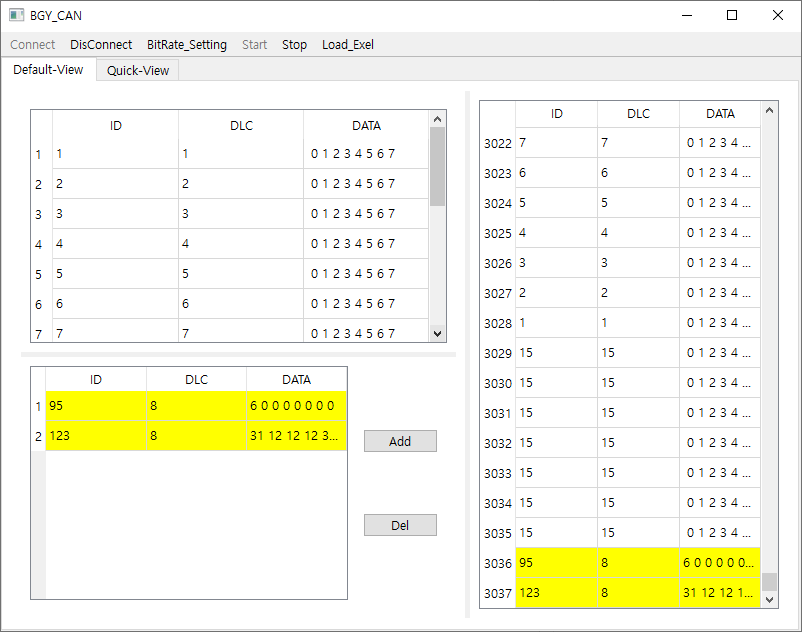 BGY_CAN
Connect DisConnect BitRate_Setting Start Stop Load_Exel
Default-View Quick-View
ID DLC DATA
1 1 1 0 1 2 3 4 5 6 7
2 2 2 0 1 2 3 4 5 6 7
3 3 3 0 1 2 3 4 5 6 7
4 4 4 0 1 2 3 4 5 6 7
5 5 5 0 1 2 3 4 5 6 7
6 6 6 0 1 2 3 4 5 6 7
7 7 7 0 1 2 3 4 5 6 7
ID DLC DATA
1 95 8 6 0 0 0 0 0 0 0
2 123 8 31 12 12 12 3...
Add
Del
ID DLC DATA
3022 7 7 0 1 2 3 4 ...
3023 6 6 0 1 2 3 4 ...
3024 5 5 0 1 2 3 4 ...
3025 4 4 0 1 2 3 4 ...
3026 3 3 0 1 2 3 4 ...
3027 2 2 0 1 2 3 4 ...
3028 1 1 0 1 2 3 4 ...
3029 15 15 0 1 2 3 4 ...
3030 15 15 0 1 2 3 4 ...
3031 15 15 0 1 2 3 4 ...
3032 15 15 0 1 2 3 4 ...
3033 15 15 0 1 2 3 4 ...
3034 15 15 0 1 2 3 4 ...
3035 15 15 0 1 2 3 4 ...
3036 95 8 6 0 0 0 0 0...
3037 123 8 31 12 12 1...